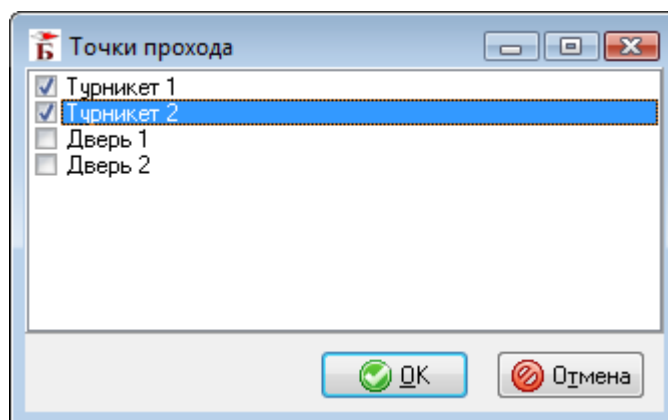 Б Точки прохода
Турникет 1
Турникет 2
Дверь 1
Дверь 2
OK Отмена